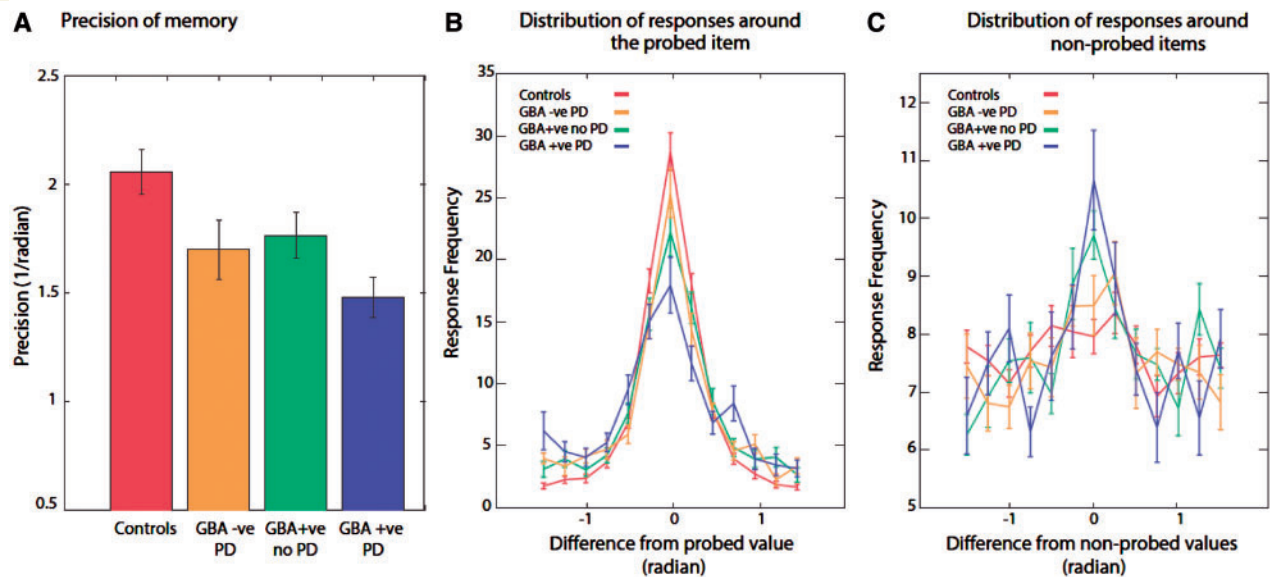 A Precision of memory
2.5
2
1.5
1
0.5
Precision (1/radian)
Controls
GBA -ve
PD
GBA+ve
no PD
GBA +ve
PD
B Distribution of responses around
the probed item
35
30
25
20
15
10
5
0
Response Frequency
Controls
GBA -ve PD
GBA+ve no PD
GBA +ve PD
-1
0
1
Difference from probed value
(radian)
C Distribution of responses around
non-probed items
12
11
10
9
8
7
6
5
Response Frequency
Controls
GBA -ve PD
GBA+ve no PD
GBA +ve PD
-1
0
1
Difference from non-probed values
(radian)